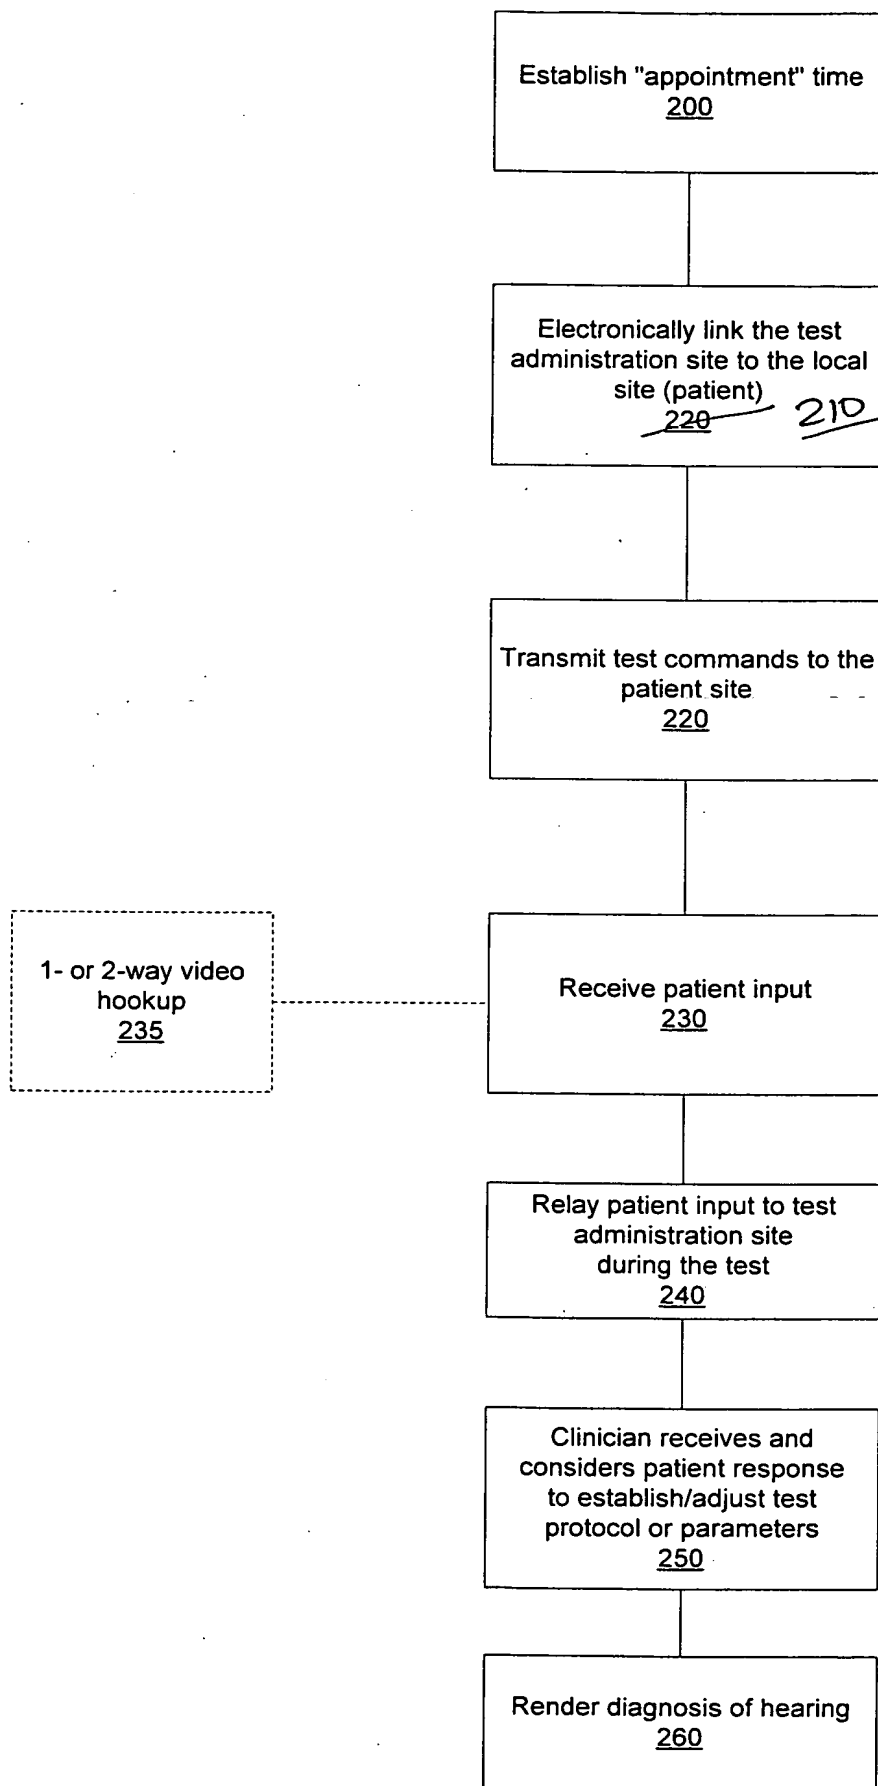 Establish "appointment" time
200
Electronically link the test
administration site to the local
site (patient)
220 210
Transmit test commands to the
patient site
220
1- or 2-way video
hookup
235
Receive patient input
230
Relay patient input to test
administration site
during the test
240
Clinician receives and
considers patient response
to establish/adjust test
protocol or parameters
250
Render diagnosis of hearing
260